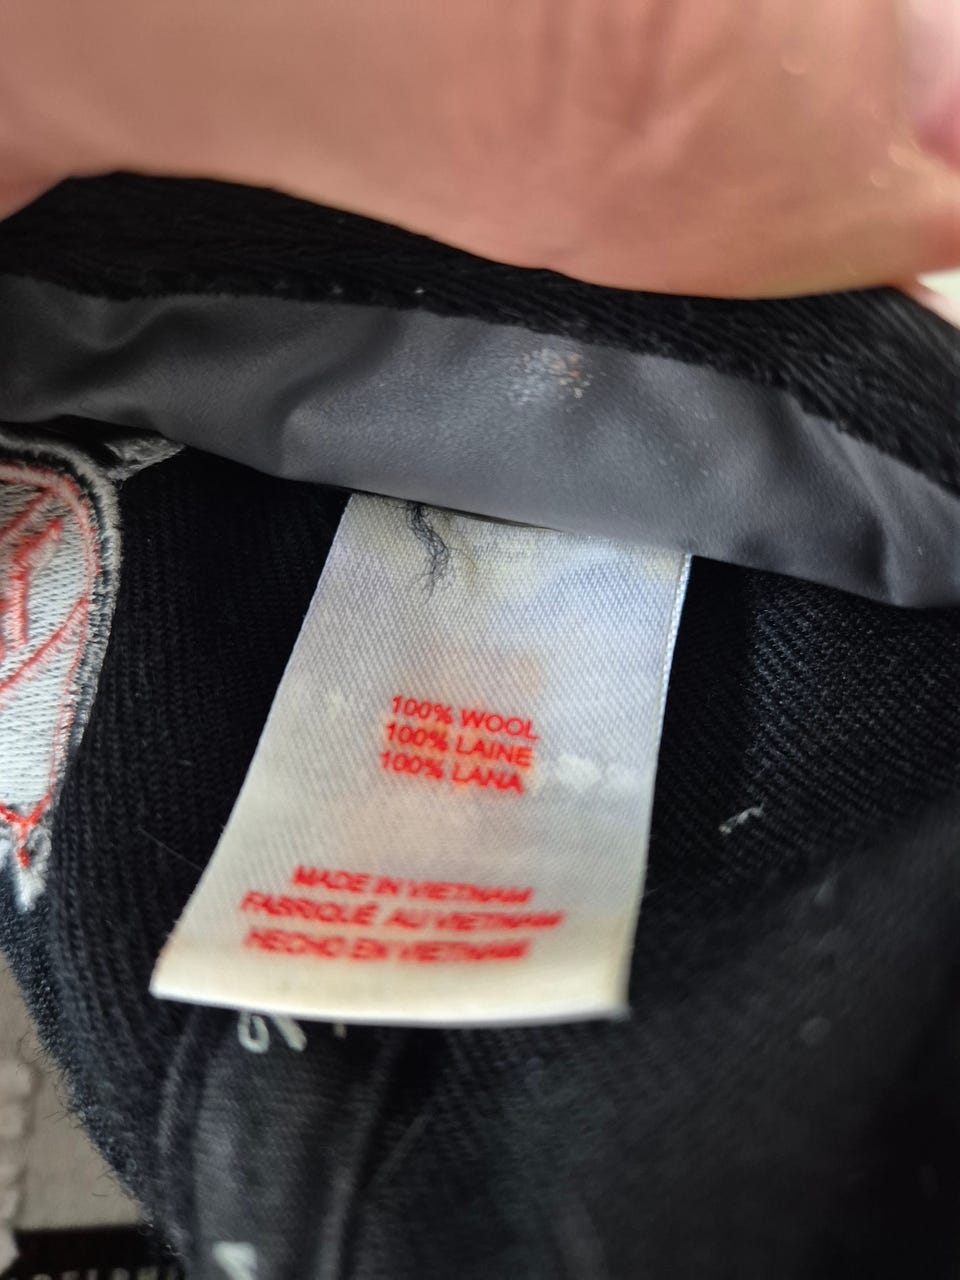 100% WOOL
100% LAINE
100% LANA
MADE IN VIETNAM
FABRIQUÉ AU VIETNAM
HECHO EN VIETNAM